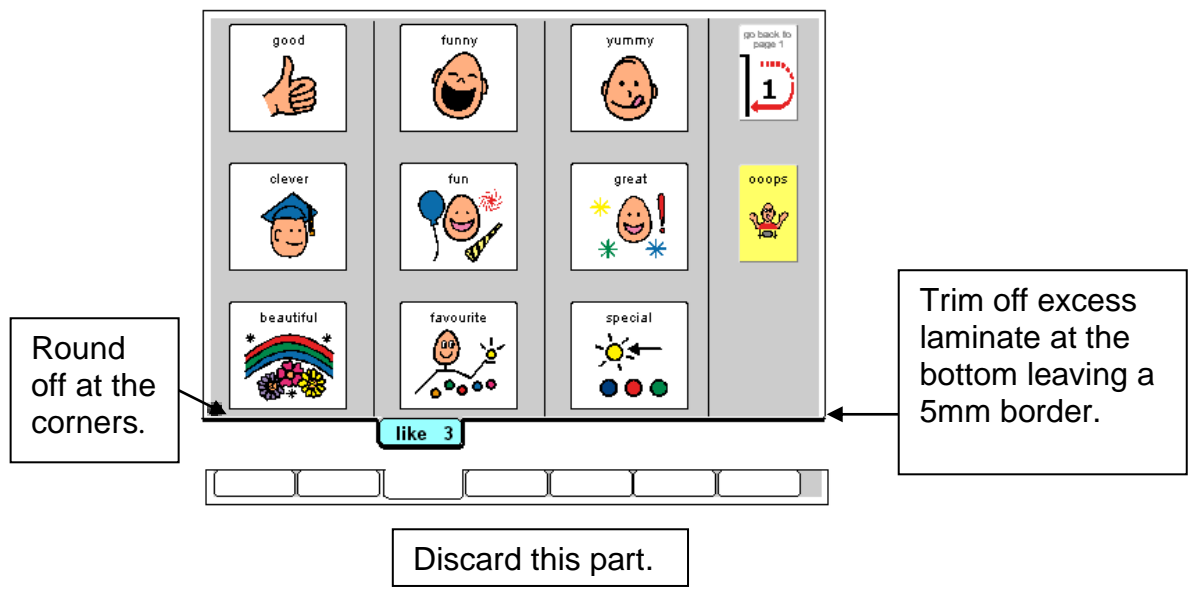 good funny yummy go back to
page 1
1
clever fun great ooops
beautiful favourite special
Round
off at the
corners.
Trim off excess
laminate at the
bottom leaving a
5mm border.
like 3
Discard this part.